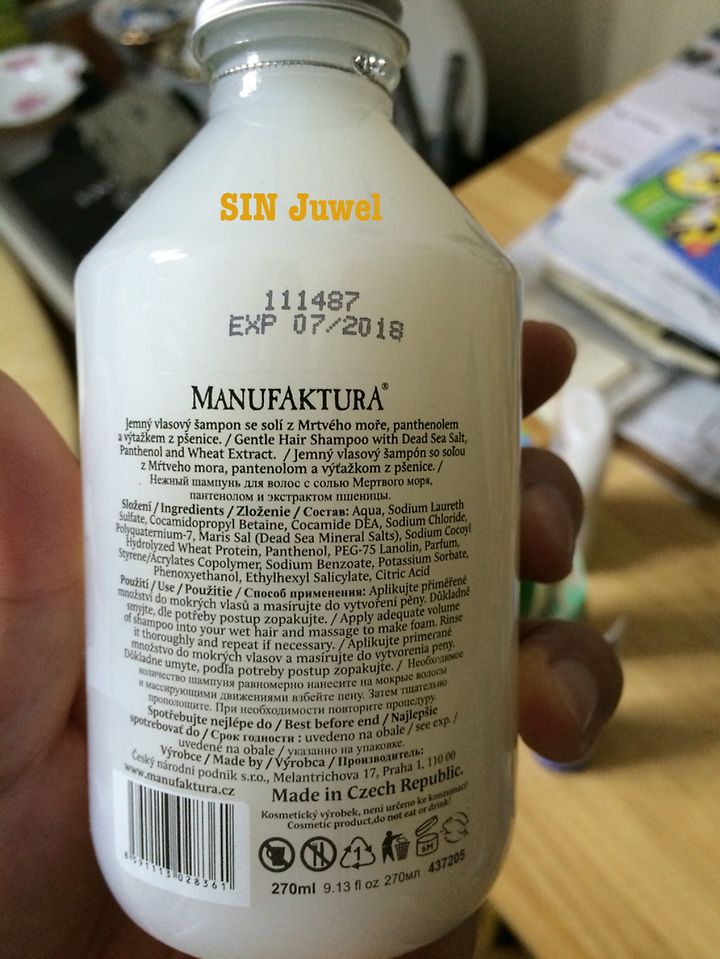 SIN Juwel
111487
EXP 07/2018
MANUFAKTURA®
Jemný vlasový šampon se solí z Mrtvého moře, panthenolem
a výtažkem z pšenice. / Gentle Hair Shampoo with Dead Sea Salt,
Panthenol and Wheat Extract. / Jemný vlasový šampón so soľou
z Mŕtveho mora, pantenolom a výťažkom z pšenice. /
Нежный шампунь для волос с солью Мертвого моря,
пантенолом и экстрактом пшеницы.
Složení / Ingredients / Zloženie / Состав: Aqua, Sodium Laureth
Sulfate, Cocamidopropyl Betaine, Cocamide DEA, Sodium Chloride,
Polyquaternium-7, Maris Sal (Dead Sea Mineral Salts), Sodium Cocoyl
Hydrolyzed Wheat Protein, Panthenol, PEG-75 Lanolin, Parfum,
Styrene/Acrylates Copolymer, Sodium Benzoate, Potassium Sorbate,
Phenoxyethanol, Ethylhexyl Salicylate, Citric Acid
Použití / Use / Použitie / Способ применения: Aplikujte přiměřené
množství do mokrých vlasů a masírujte do vytvoření pěny. Důkladně
smyjte, dle potřeby postup zopakujte. / Apply adequate volume
of shampoo into your wet hair and massage to make foam. Rinse
it thoroughly and repeat if necessary. / Aplikujte primerané
množstvo do mokrých vlasov a masírujte do vytvorenia peny.
Dôkladne umyte, podľa potreby postup zopakujte. / Необходимое
количество шампуня равномерно нанесите на мокрые волосы
и массирующими движениями взбейте пену. Затем тщательно
прополощите. При необходимости повторите процедуру.
Spotřebujte nejlépe do / Best before end / Najlepšie
spotrebovať do / Срок годности : uvedeno na obale / see exp. /
uvedené na obale / указанно на упаковке.
Výrobce / Made by / Výrobca / Производитель:
Český národní podnik s.r.o., Melantrichova 17, Praha 1, 110 00
www.manufaktura.cz
Made in Czech Republic.
Kosmetický výrobek, není určeno ke konzumaci!
Cosmetic product,do not eat or drink!
8 591113 028361
1
6M
270ml 9.13 fl oz 270мл 437205